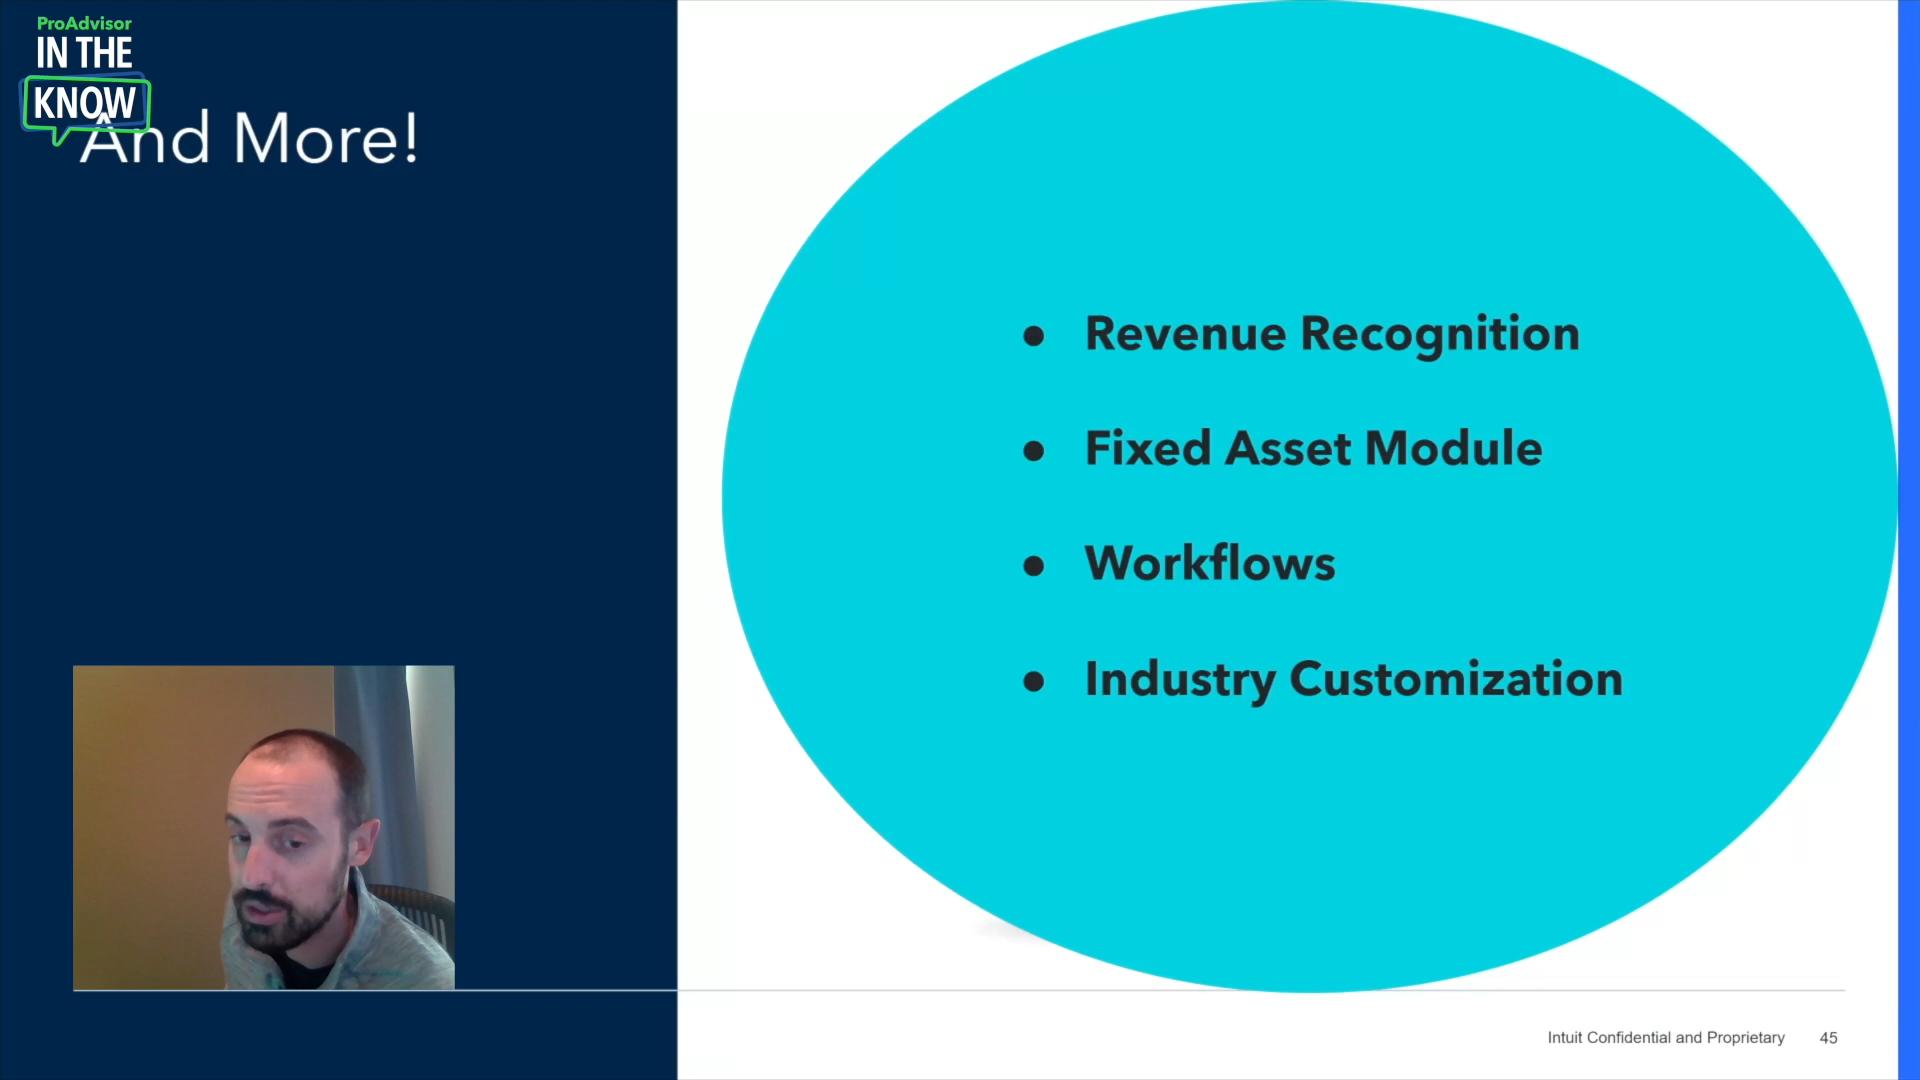 ProAdvisor
IN THE
KNOW
And More!
● Revenue Recognition
● Fixed Asset Module
● Workflows
● Industry Customization
Intuit Confidential and Proprietary 45